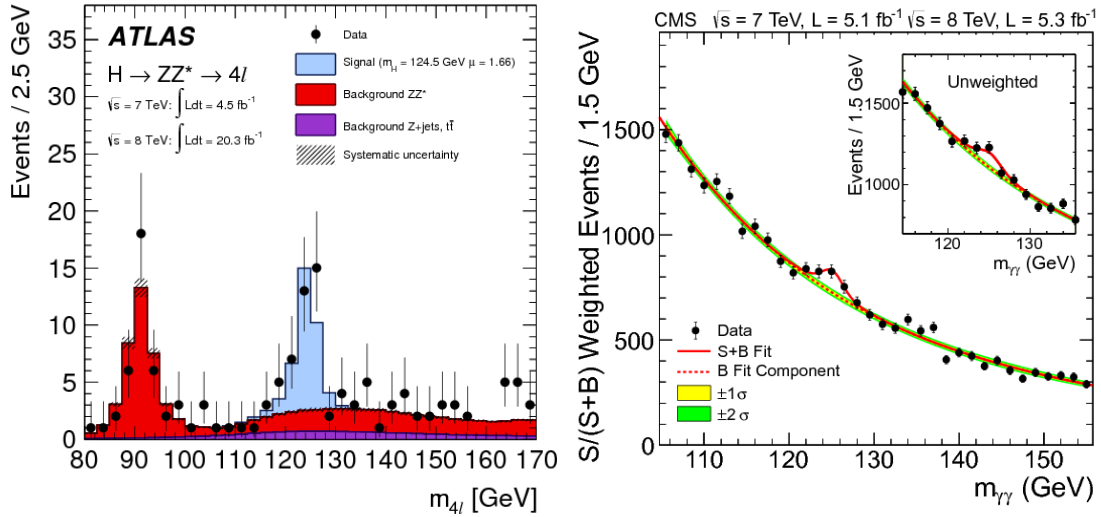 ATLAS
H → ZZ* → 4l
√s = 7 TeV: ∫Ldt = 4.5 fb⁻¹
√s = 8 TeV: ∫Ldt = 20.3 fb⁻¹
Data
Signal (m_H = 124.5 GeV μ = 1.66)
Background ZZ*
Background Z+jets, tt̄
Systematic uncertainty
Events / 2.5 GeV
35
30
25
20
15
10
5
0
80 90 100 110 120 130 140 150 160 170
m_4l [GeV]
CMS √s = 7 TeV, L = 5.1 fb⁻¹ √s = 8 TeV, L = 5.3 fb⁻¹
S/(S+B) Weighted Events / 1.5 GeV
1500
1000
500
0
Unweighted
Events / 1.5 GeV
1500
1000
120 130
m_γγ (GeV)
Data
S+B Fit
B Fit Component
±1σ
±2 σ
110 120 130 140 150
m_γγ (GeV)